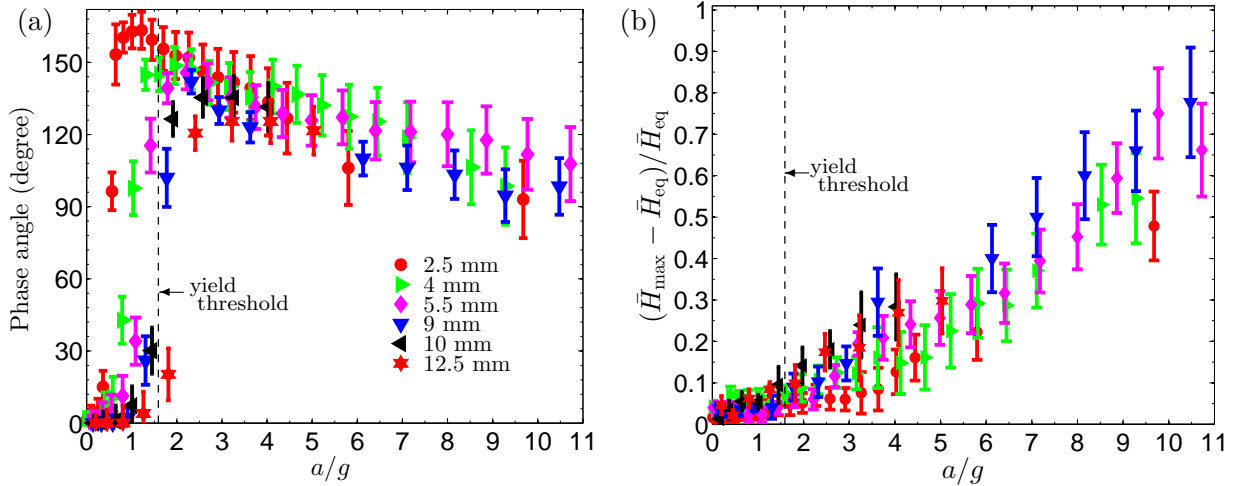 (a)
Phase angle (degree)
150
120
90
60
30
0
yield
threshold
2.5 mm
4 mm
5.5 mm
9 mm
10 mm
12.5 mm
0 1 2 3 4 5 6 7 8 9 10 11
a/g
(b)
(H̄max − H̄eq)/H̄eq
1
0.9
0.8
0.7
0.6
0.5
0.4
0.3
0.2
0.1
0
yield
threshold
0 1 2 3 4 5 6 7 8 9 10 11
a/g